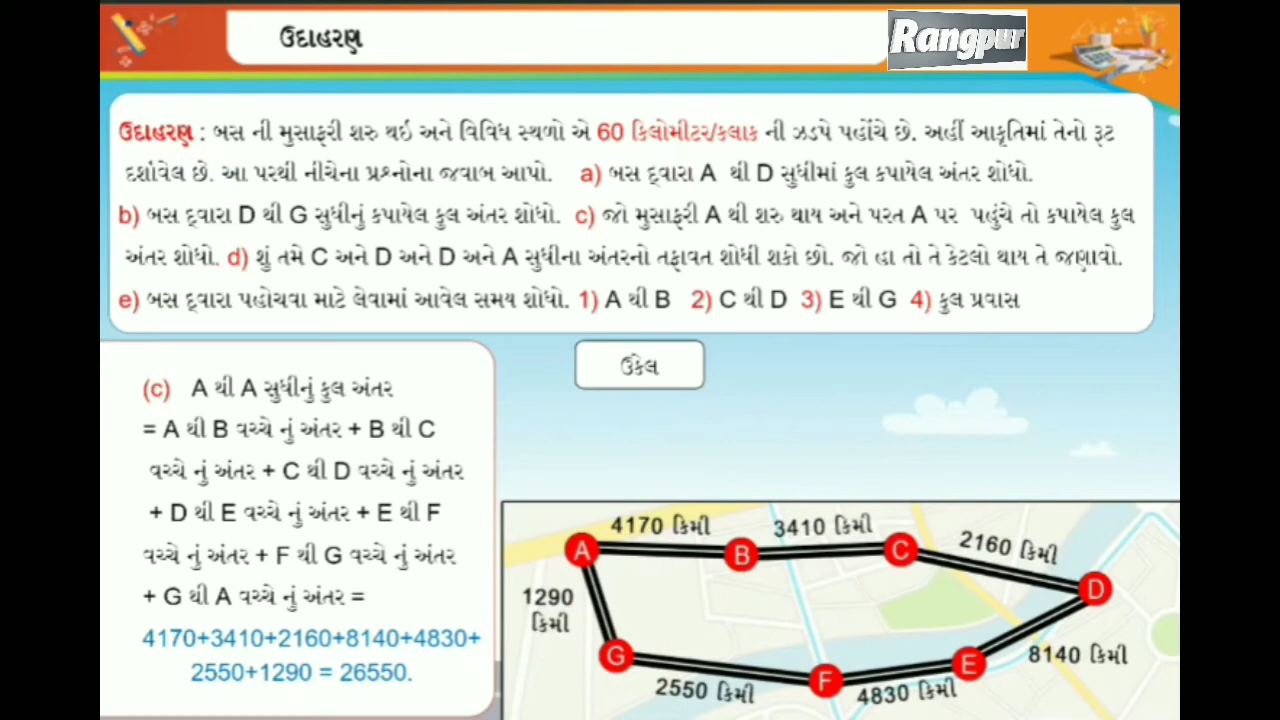 ઉદાહરણ
Rangpur
ઉદાહરણ : બસ ની મુસાફરી શરુ થઇ અને વિવિધ સ્થળો એ 60 કિલોમીટર/કલાક ની ઝડપે પહોંચે છે. અહીં આકૃતિમાં તેનો રૂટ
દર્શાવેલ છે. આ પરથી નીચેના પ્રશ્નોના જવાબ આપો. a) બસ દ્વારા A થી D સુધીમાં કુલ કપાયેલ અંતર શોધો.
b) બસ દ્વારા D થી G સુધીનું કપાયેલ કુલ અંતર શોધો. c) જો મુસાફરી A થી શરુ થાય અને પરત A પર પહુંચે તો કપાયેલ કુલ
અંતર શોધો. d) શું તમે C અને D અને D અને A સુધીના અંતરનો તફાવત શોધી શકો છો. જો હા તો તે કેટલો થાય તે જણાવો.
e) બસ દ્વારા પહોચવા માટે લેવામાં આવેલ સમય શોધો. 1) A થી B 2) C થી D 3) E થી G 4) કુલ પ્રવાસ
ઉકેલ
(c) A થી A સુધીનું કુલ અંતર
= A થી B વચ્ચે નું અંતર + B થી C
વચ્ચે નું અંતર + C થી D વચ્ચે નું અંતર
+ D થી E વચ્ચે નું અંતર + E થી F
વચ્ચે નું અંતર + F થી G વચ્ચે નું અંતર
+ G થી A વચ્ચે નું અંતર =
4170+3410+2160+8140+4830+
2550+1290 = 26550.
4170 કિમી
3410 કિમી
2160 કિમી
A
B
C
D
1290
કિમી
G
F
E
8140 કિમી
2550 કિમી
4830 કિમી